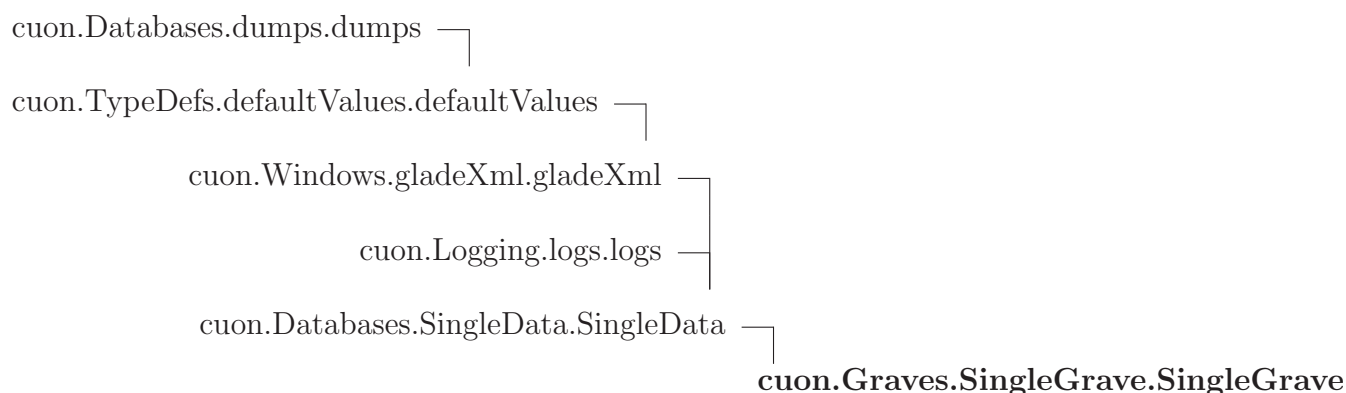 cuon.Databases.dumps.dumps
cuon.TypeDefs.defaultValues.defaultValues
cuon.Windows.gladeXml.gladeXml
cuon.Logging.logs.logs
cuon.Databases.SingleData.SingleData
cuon.Graves.SingleGrave.SingleGrave